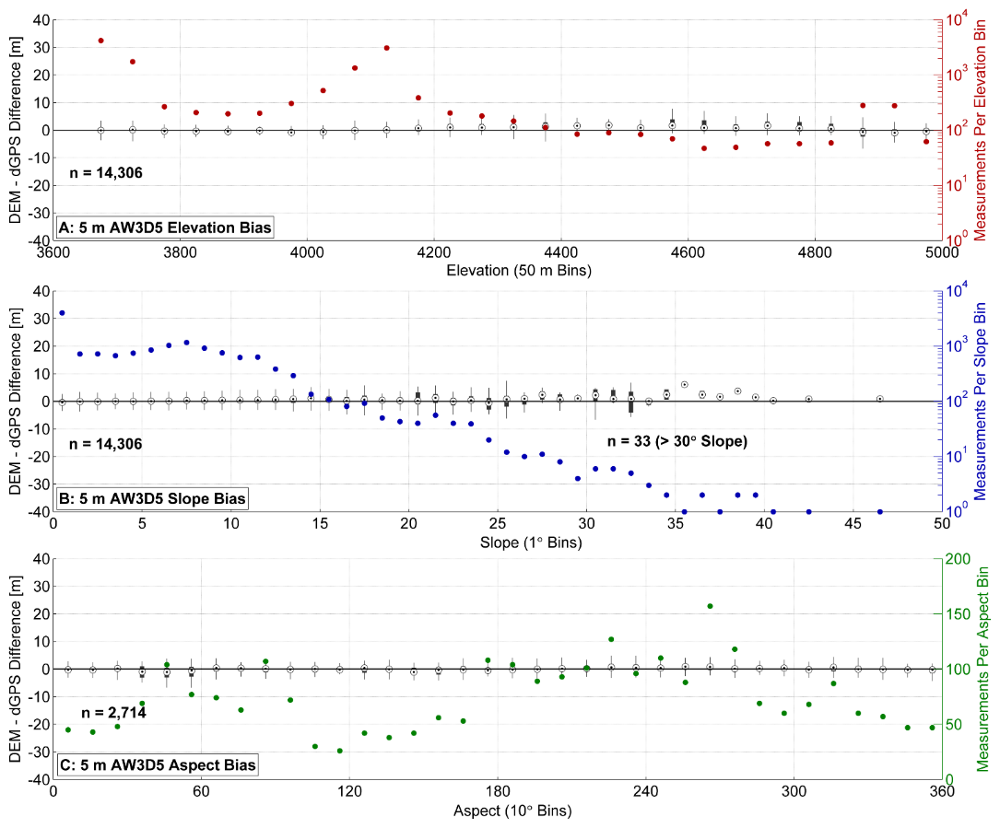 40
30
20
10
0
-10
-20
-30
-40
DEM - dGPS Difference [m]
n = 14,306
A: 5 m AW3D5 Elevation Bias
3600 3800 4000 4200 4400 4600 4800 5000
Elevation (50 m Bins)
10^4
10^3
10^2
10^1
10^0
Measurements Per Elevation Bin
40
30
20
10
0
-10
-20
-30
-40
DEM - dGPS Difference [m]
n = 14,306
n = 33 (> 30° Slope)
B: 5 m AW3D5 Slope Bias
0 5 10 15 20 25 30 35 40 45 50
Slope (1° Bins)
10^4
10^3
10^2
10^1
10^0
Measurements Per Slope Bin
40
30
20
10
0
-10
-20
-30
-40
DEM - dGPS Difference [m]
n = 2,714
C: 5 m AW3D5 Aspect Bias
0 60 120 180 240 300 360
Aspect (10° Bins)
200
150
100
50
0
Measurements Per Aspect Bin